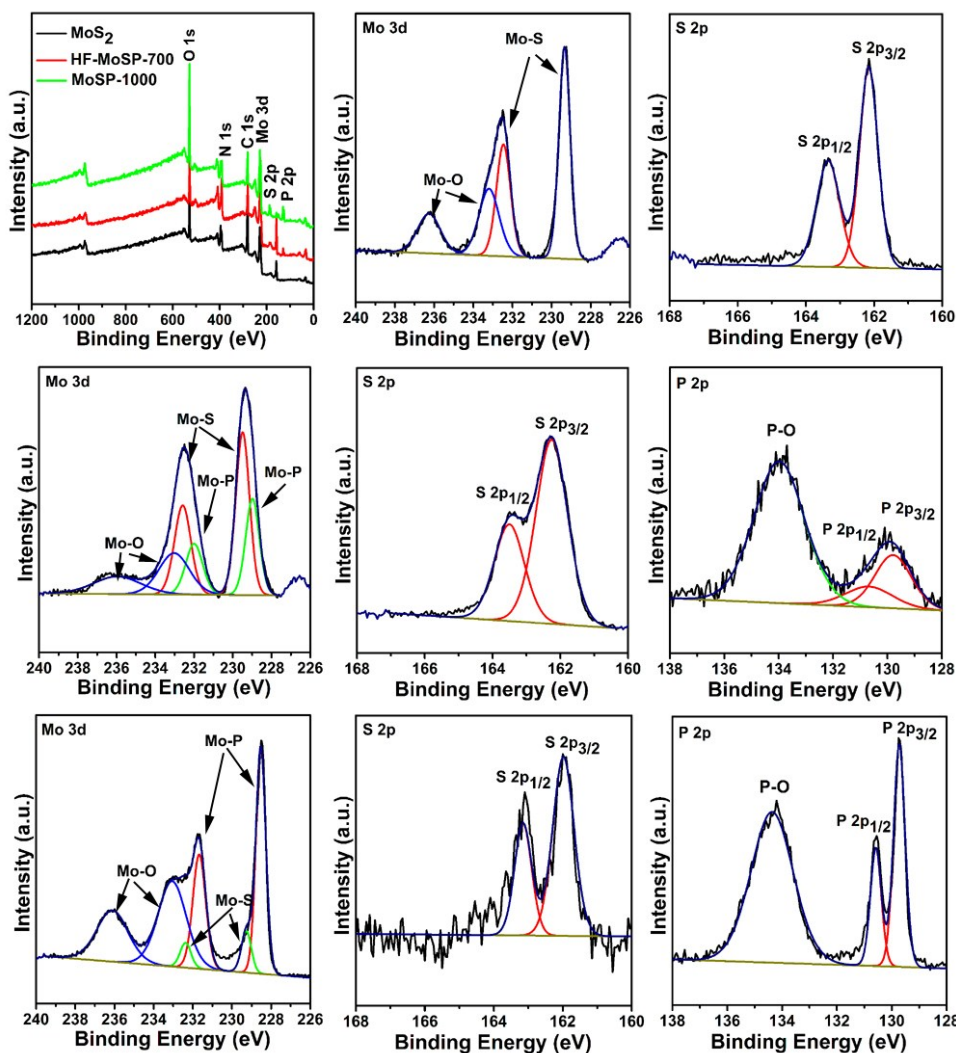 MoS2
HF-MoSP-700
MoSP-1000
O 1s
N 1s
C 1s
Mo 3d
S 2p
P 2p
Intensity (a.u.)
1200 1000 800 600 400 200 0
Binding Energy (eV)
Mo 3d
Mo-S
Mo-O
Intensity (a.u.)
240 238 236 234 232 230 228 226
Binding Energy (eV)
S 2p
S 2p3/2
S 2p1/2
Intensity (a.u.)
168 166 164 162 160
Binding Energy (eV)
Mo 3d
Mo-S
Mo-P
Mo-P
Mo-O
Intensity (a.u.)
240 238 236 234 232 230 228 226
Binding Energy (eV)
S 2p
S 2p3/2
S 2p1/2
Intensity (a.u.)
168 166 164 162 160
Binding Energy (eV)
P 2p
P-O
P 2p1/2
P 2p3/2
Intensity (a.u.)
138 136 134 132 130 128
Binding Energy (eV)
Mo 3d
Mo-P
Mo-O
Mo-S
Intensity (a.u.)
240 238 236 234 232 230 228 226
Binding Energy (eV)
S 2p
S 2p3/2
S 2p1/2
Intensity (a.u.)
168 166 164 162 160
Binding Energy (eV)
P 2p
P 2p3/2
P-O
P 2p1/2
Intensity (a.u.)
138 136 134 132 130 128
Binding Energy (eV)